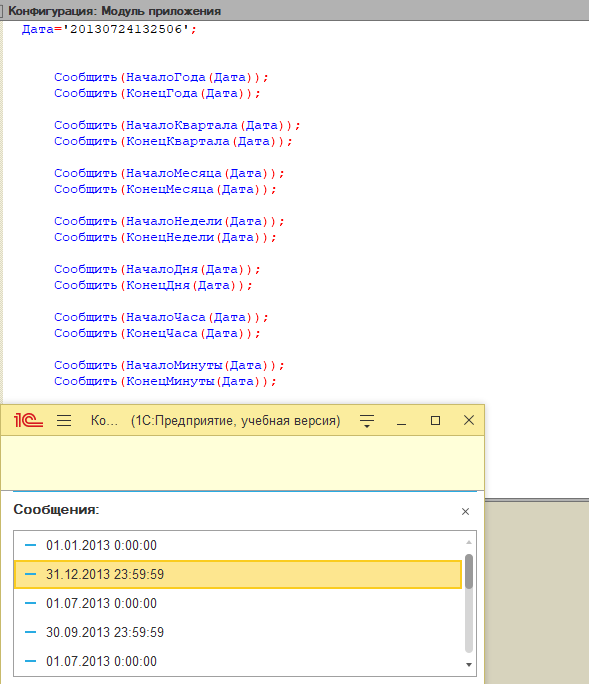 Конфигурация: Модуль приложения
Дата='20130724132506';
Сообщить(НачалоГода(Дата));
Сообщить(КонецГода(Дата));
Сообщить(НачалоКвартала(Дата));
Сообщить(КонецКвартала(Дата));
Сообщить(НачалоМесяца(Дата));
Сообщить(КонецМесяца(Дата));
Сообщить(НачалоНедели(Дата));
Сообщить(КонецНедели(Дата));
Сообщить(НачалоДня(Дата));
Сообщить(КонецДня(Дата));
Сообщить(НачалоЧаса(Дата));
Сообщить(КонецЧаса(Дата));
Сообщить(НачалоМинуты(Дата));
Сообщить(КонецМинуты(Дата));
1С Ко... (1С:Предприятие, учебная версия)
Сообщения:
01.01.2013 0:00:00
31.12.2013 23:59:59
01.07.2013 0:00:00
30.09.2013 23:59:59
01.07.2013 0:00:00